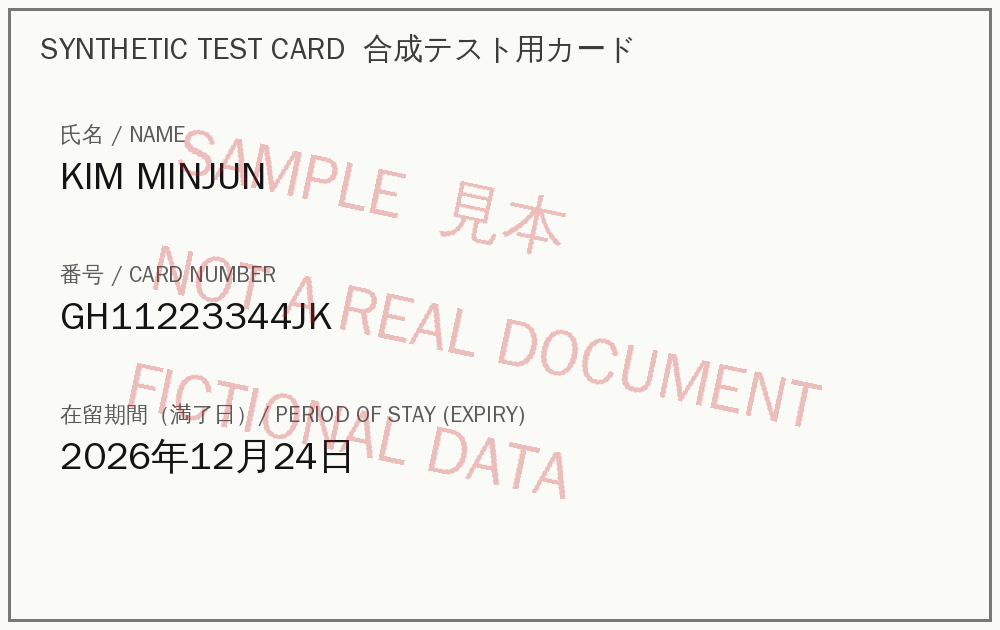 SYNTHETIC TEST CARD 合成テスト用カード
氏名 / NAME
KIM MINJUN
SAMPLE 見本
番号 / CARD NUMBER
GH11223344JK
NOT A REAL DOCUMENT
在留期間（満了日）/ PERIOD OF STAY (EXPIRY)
2026年12月24日
FICTIONAL DATA